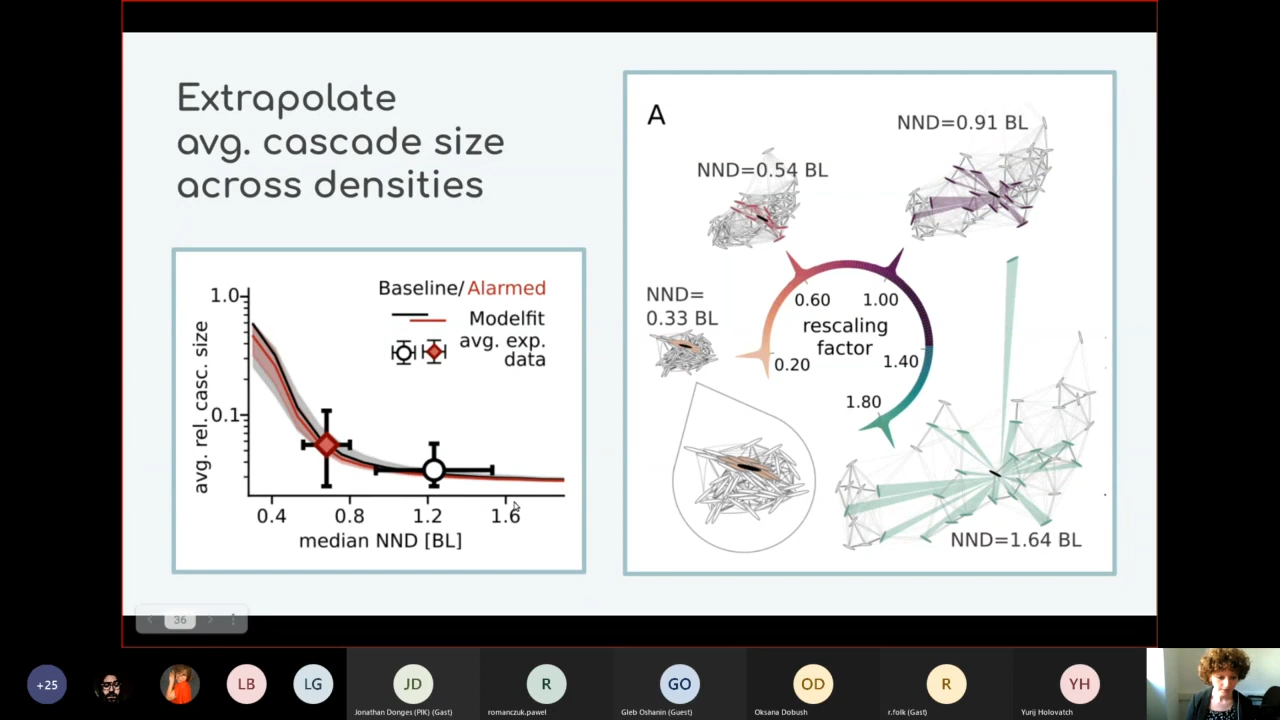 Extrapolate
avg. cascade size
across densities
Baseline/Alarmed
Modelfit
avg. exp.
data
avg. rel. casc. size
1.0
0.1
0.4
0.8
1.2
1.6
median NND [BL]
A
NND=0.54 BL
NND=0.91 BL
NND=
0.33 BL
0.60
1.00
rescaling
factor
0.20
1.40
1.80
NND=1.64 BL
36
+25
LB
LG
JD
R
GO
OD
R
YH
Jonathan Donges (PIK) (Gast)
romanczuk.pawel
Gleb Oshanin (Guest)
Oksana Dobush
r.folk (Gast)
Yurij Holovatch